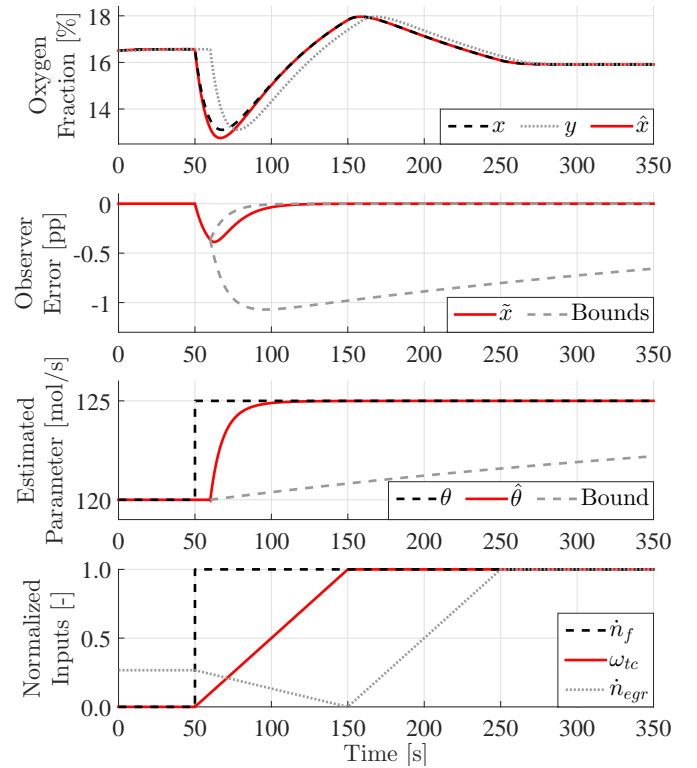 Oxygen
Fraction [%]
18
16
14
x y x̂
0 50 100 150 200 250 300 350
Observer
Error [pp]
0
-0.5
-1
x̃ Bounds
0 50 100 150 200 250 300 350
Estimated
Parameter [mol/s]
125
120
θ θ̂ Bound
0 50 100 150 200 250 300 350
Normalized
Inputs [-]
1.0
0.5
0.0
ṅ_f
ω_tc
ṅ_egr
0 50 100 150 200 250 300 350
Time [s]